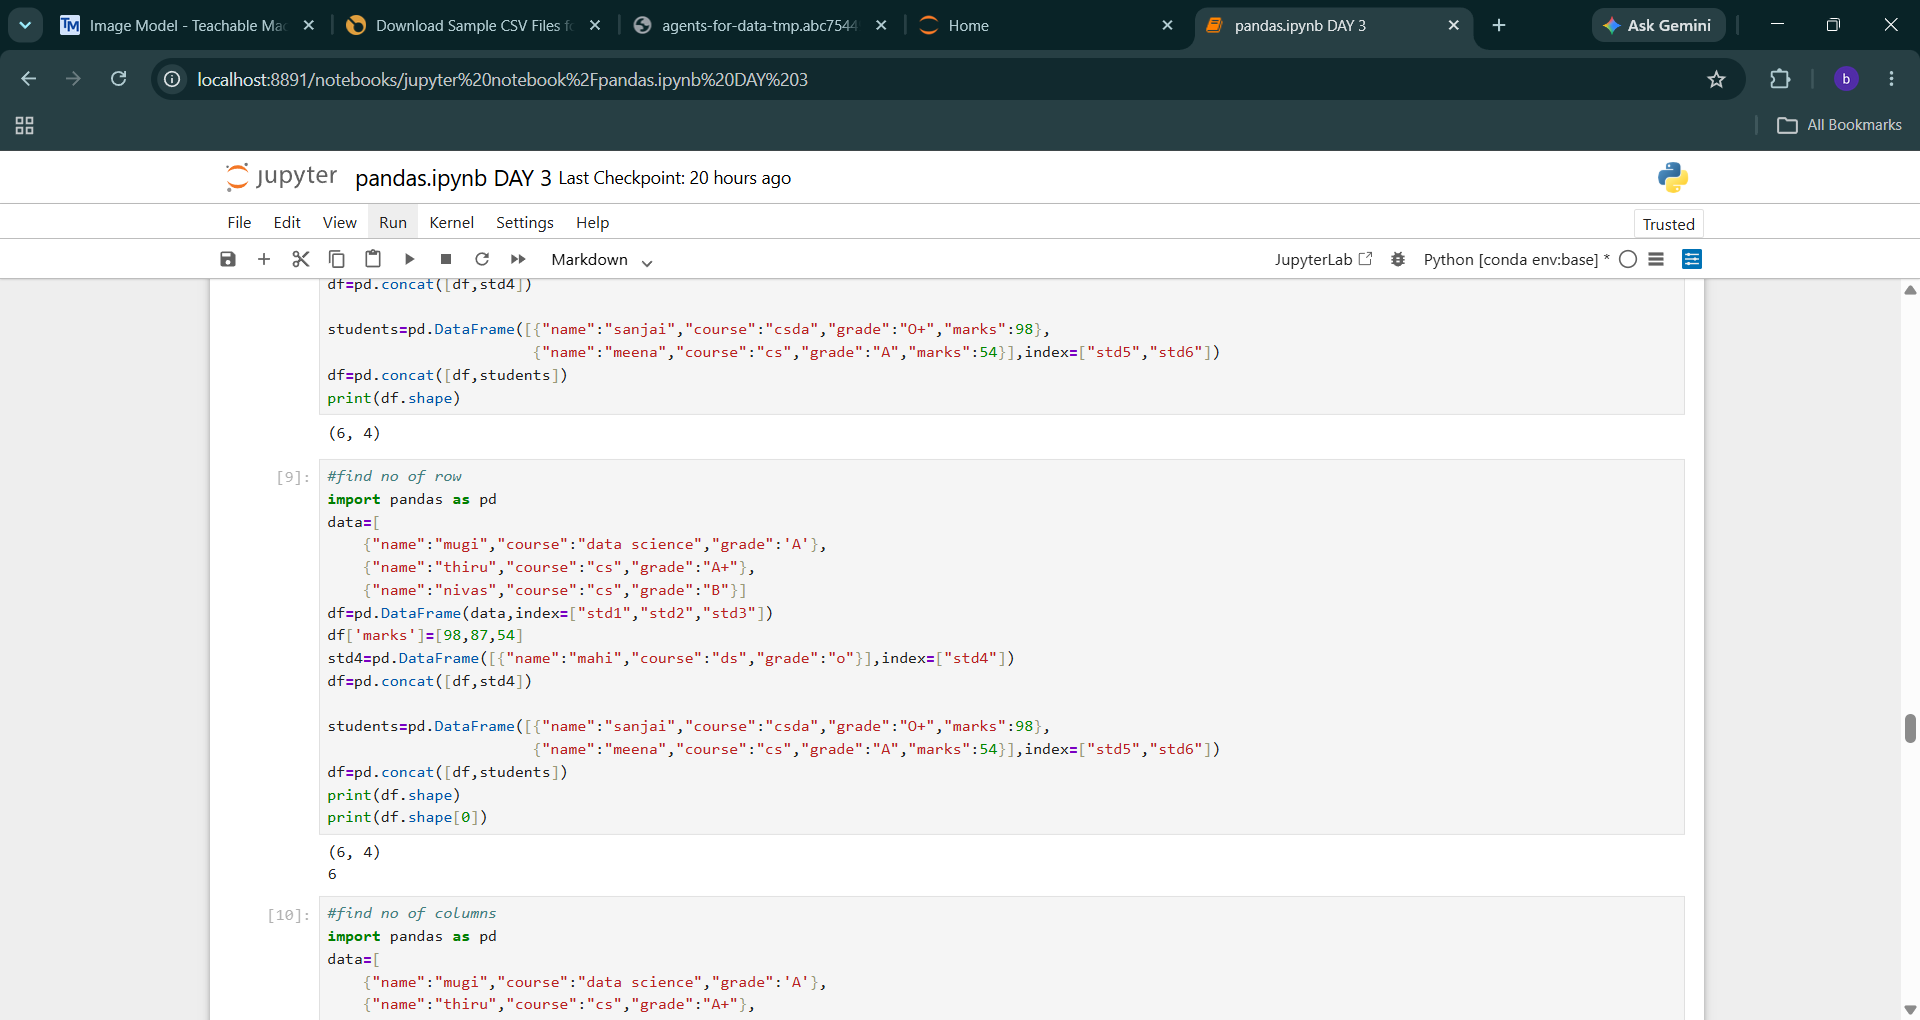 Image Model - Teachable Mac
Download Sample CSV Files fo
agents-for-data-tmp.abc7544
Home
pandas.ipynb DAY 3
Ask Gemini
localhost:8891/notebooks/jupyter%20notebook%2Fpandas.ipynb%20DAY%203
b
All Bookmarks
jupyter pandas.ipynb DAY 3 Last Checkpoint: 20 hours ago
File Edit View Run Kernel Settings Help
Trusted
Markdown
JupyterLab
Python [conda env:base] *
df=pd.concat([df,std4])
students=pd.DataFrame([{"name":"sanjai","course":"csda","grade":"O+","marks":98},
{"name":"meena","course":"cs","grade":"A","marks":54}],index=["std5","std6"])
df=pd.concat([df,students])
print(df.shape)
(6, 4)
[9]:
#find no of row
import pandas as pd
data=[
{"name":"mugi","course":"data science","grade":'A'},
{"name":"thiru","course":"cs","grade":"A+"},
{"name":"nivas","course":"cs","grade":"B"}]
df=pd.DataFrame(data,index=["std1","std2","std3"])
df['marks']=[98,87,54]
std4=pd.DataFrame([{"name":"mahi","course":"ds","grade":"o"}],index=["std4"])
df=pd.concat([df,std4])
students=pd.DataFrame([{"name":"sanjai","course":"csda","grade":"O+","marks":98},
{"name":"meena","course":"cs","grade":"A","marks":54}],index=["std5","std6"])
df=pd.concat([df,students])
print(df.shape)
print(df.shape[0])
(6, 4)
6
[10]:
#find no of columns
import pandas as pd
data=[
{"name":"mugi","course":"data science","grade":'A'},
{"name":"thiru","course":"cs","grade":"A+"},